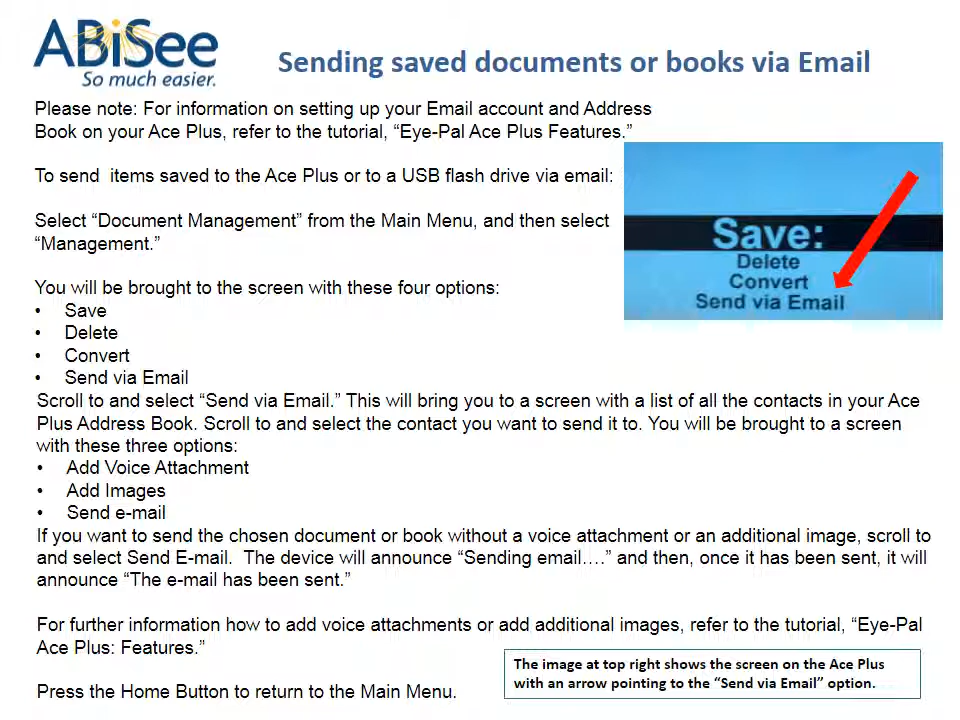 ABiSee
So much easier.
Sending saved documents or books via Email
Please note: For information on setting up your Email account and Address
Book on your Ace Plus, refer to the tutorial, “Eye-Pal Ace Plus Features.”
To send  items saved to the Ace Plus or to a USB flash drive via email:
Select “Document Management” from the Main Menu, and then select
“Management.”
Save:
Delete
Convert
Send via Email
You will be brought to the screen with these four options:
• Save
• Delete
• Convert
• Send via Email
Scroll to and select “Send via Email.” This will bring you to a screen with a list of all the contacts in your Ace
Plus Address Book. Scroll to and select the contact you want to send it to. You will be brought to a screen
with these three options:
• Add Voice Attachment
• Add Images
• Send e-mail
If you want to send the chosen document or book without a voice attachment or an additional image, scroll to
and select Send E-mail.  The device will announce “Sending email….” and then, once it has been sent, it will
announce “The e-mail has been sent.”
For further information how to add voice attachments or add additional images, refer to the tutorial, “Eye-Pal
Ace Plus: Features.”
The image at top right shows the screen on the Ace Plus
with an arrow pointing to the “Send via Email” option.
Press the Home Button to return to the Main Menu.